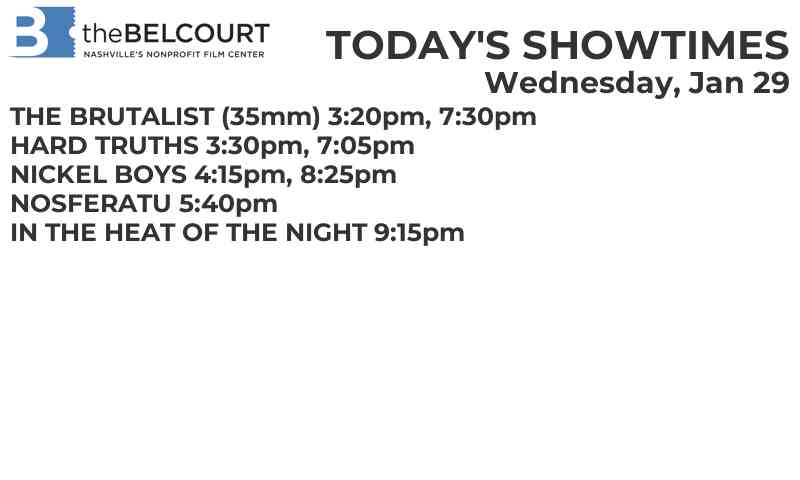 B theBELCOURT
NASHVILLE'S NONPROFIT FILM CENTER
TODAY'S SHOWTIMES
Wednesday, Jan 29
THE BRUTALIST (35mm) 3:20pm, 7:30pm
HARD TRUTHS 3:30pm, 7:05pm
NICKEL BOYS 4:15pm, 8:25pm
NOSFERATU 5:40pm
IN THE HEAT OF THE NIGHT 9:15pm